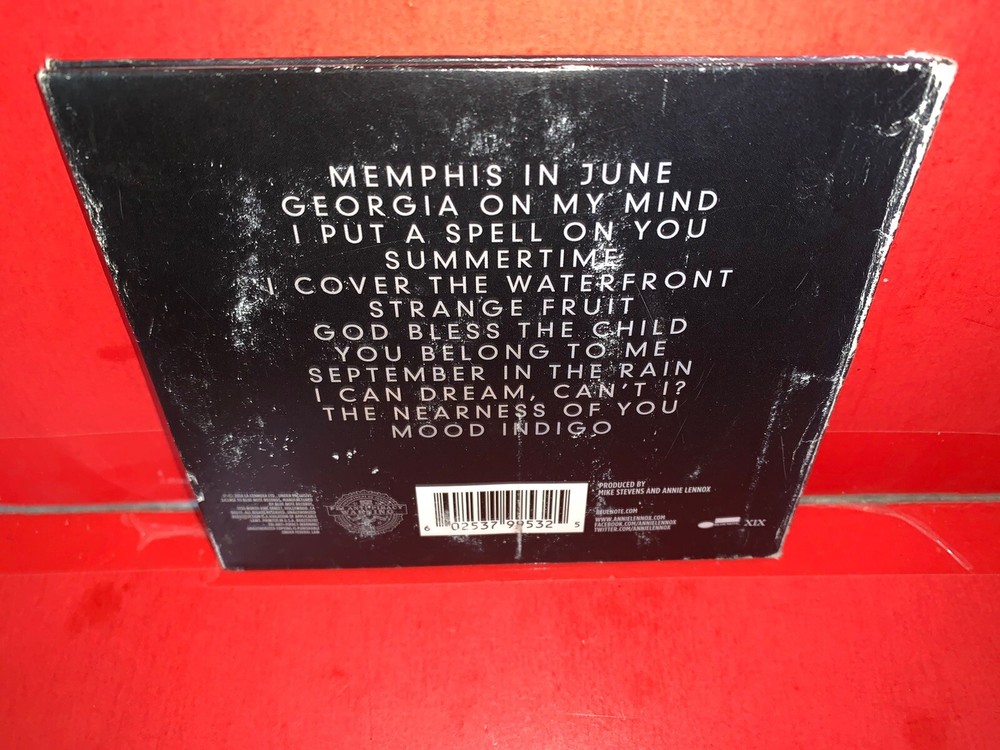 MEMPHIS IN JUNE
GEORGIA ON MY MIND
I PUT A SPELL ON YOU
SUMMERTIME
I COVER THE WATERFRONT
STRANGE FRUIT
GOD BLESS THE CHILD
YOU BELONG TO ME
SEPTEMBER IN THE RAIN
I CAN DREAM, CAN'T I?
THE NEARNESS OF YOU
MOOD INDIGO
6 02537 99532 5
PRODUCED BY
MIKE STEVENS AND ANNIE LENNOX
BLUENOTE.COM
WWW.ANNIELENNOX.COM
FACEBOOK.COM/ANNIELENNOX
TWITTER.COM/ANNIELENNOX
XIX